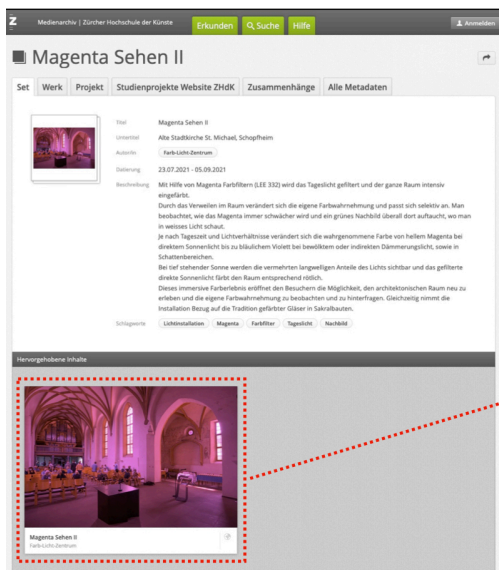 Z Medienarchiv | Zürcher Hochschule der Künste Erkunden Suche Hilfe Anmelden
Magenta Sehen II
Set Werk Projekt Studienprojekte Website ZHdK Zusammenhänge Alle Metadaten
Titel Magenta Sehen II
Untertitel Alte Stadtkirche St. Michael, Schopfheim
AutorIn Farb-Licht-Zentrum
Datierung 23.07.2021 - 05.09.2021
Beschreibung Mit Hilfe von Magenta Farbfiltern (LEE 332) wird das Tageslicht gefiltert und der ganze Raum intensiv
eingefärbt.
Durch das Verweilen im Raum verändert sich die eigene Farbwahrnehmung und passt sich selektiv an. Man
beobachtet, wie das Magenta immer schwächer wird und ein grünes Nachbild überall dort auftaucht, wo man
in weisses Licht schaut.
Je nach Tageszeit und Lichtverhältnisse verändert sich die wahrgenommene Farbe von hellem Magenta bei
direktem Sonnenlicht bis zu bläulichem Violett bei bewölktem oder indirekten Dämmerungslicht, sowie in
Schattenbereichen.
Bei tief stehender Sonne werden die vermehrten langwelligen Anteile des Lichts sichtbar und das gefilterte
direkte Sonnenlicht färbt den Raum entsprechend rötlich.
Dieses immersive Farberlebnis eröffnet den Besuchern die Möglichkeit, den architektonischen Raum neu zu
erleben und die eigene Farbwahrnehmung zu beobachten und zu hinterfragen. Gleichzeitig nimmt die
Installation Bezug auf die Tradition gefärbter Gläser in Sakralbauten.
Schlagworte Lichtinstallation Magenta Farbfilter Tageslicht Nachbild
Hervorgehobene Inhalte
Magenta Sehen II
Farb-Licht-Zentrum